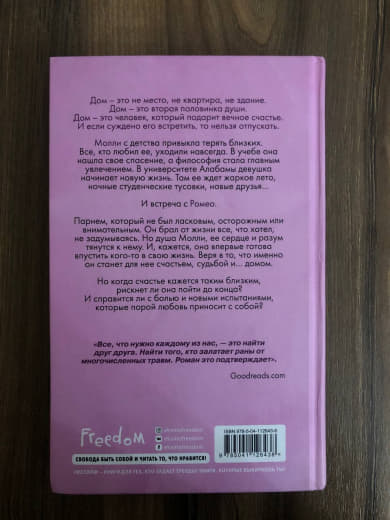 Дом – это не место, не квартира, не здание.
Дом – это вторая половинка души.
Дом – это человек, который подарит вечное счастье.
И если суждено его встретить, то нельзя отпускать.
Молли с детства привыкла терять близких.
Все, кто любил ее, уходили навсегда. В учебе она
нашла свое спасение, а философия стала главным
увлечением. В университете Алабамы девушка
начинает новую жизнь. Там ее ждет жаркое лето,
ночные студенческие тусовки, новые друзья...
И встреча с Ромео.
Парнем, который не был ласковым, осторожным или
внимательным. Он брал от жизни все, что хотел,
не задумываясь. Но душа Молли, ее сердце и разум
тянутся к нему. И, кажется, она впервые готова
впустить кого-то в свою жизнь. Веря в то, что именно
он станет для нее счастьем, судьбой и... домом.
Но когда счастье кажется таким близким,
рискнет ли она пойти до конца?
И справится ли с болью и новыми испытаниями,
которые порой любовь приносит с собой?
«Все, что нужно каждому из нас, — это найти
друг друга. Найти того, кто залатает раны от
многочисленных травм. Роман это подтверждает».
Goodreads.com
ISBN 978-5-04-112643-8
freedom
9 785041 126438 >
СВОБОДА БЫТЬ СОБОЙ И ЧИТАТЬ ТО, ЧТО НРАВИТСЯ!